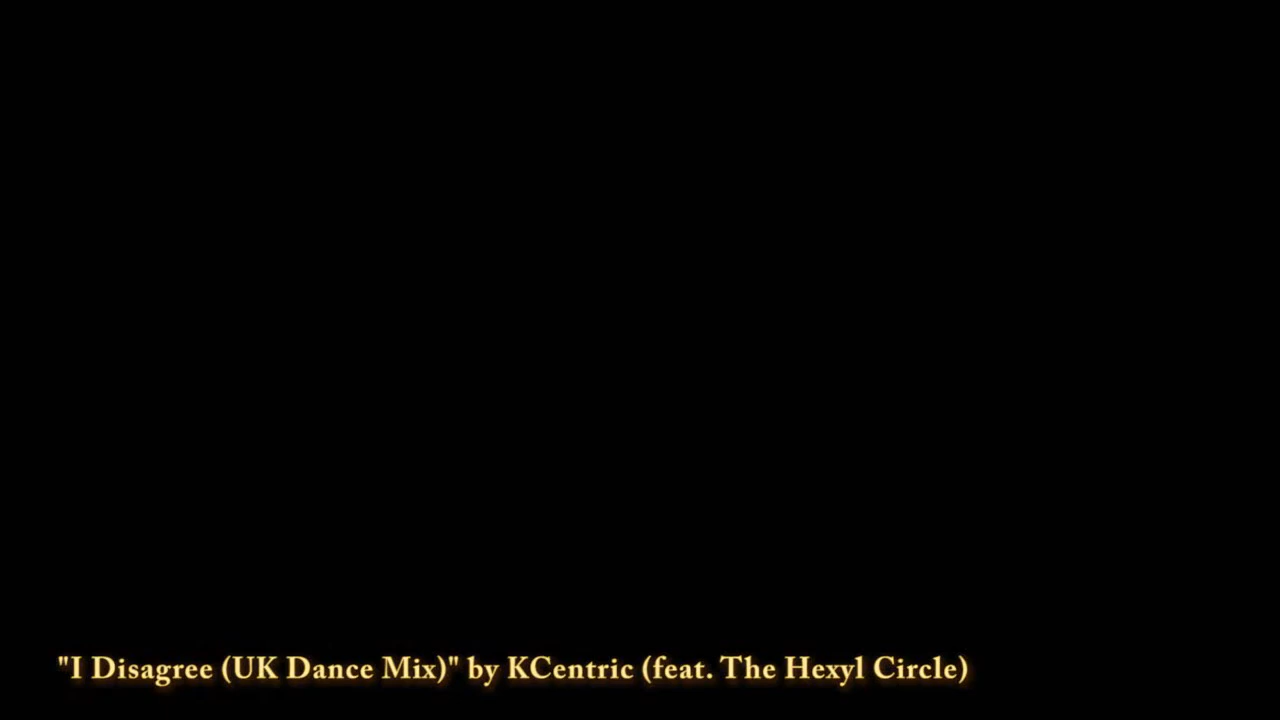 "I Disagree (UK Dance Mix)" by KCentric (feat. The Hexyl Circle)